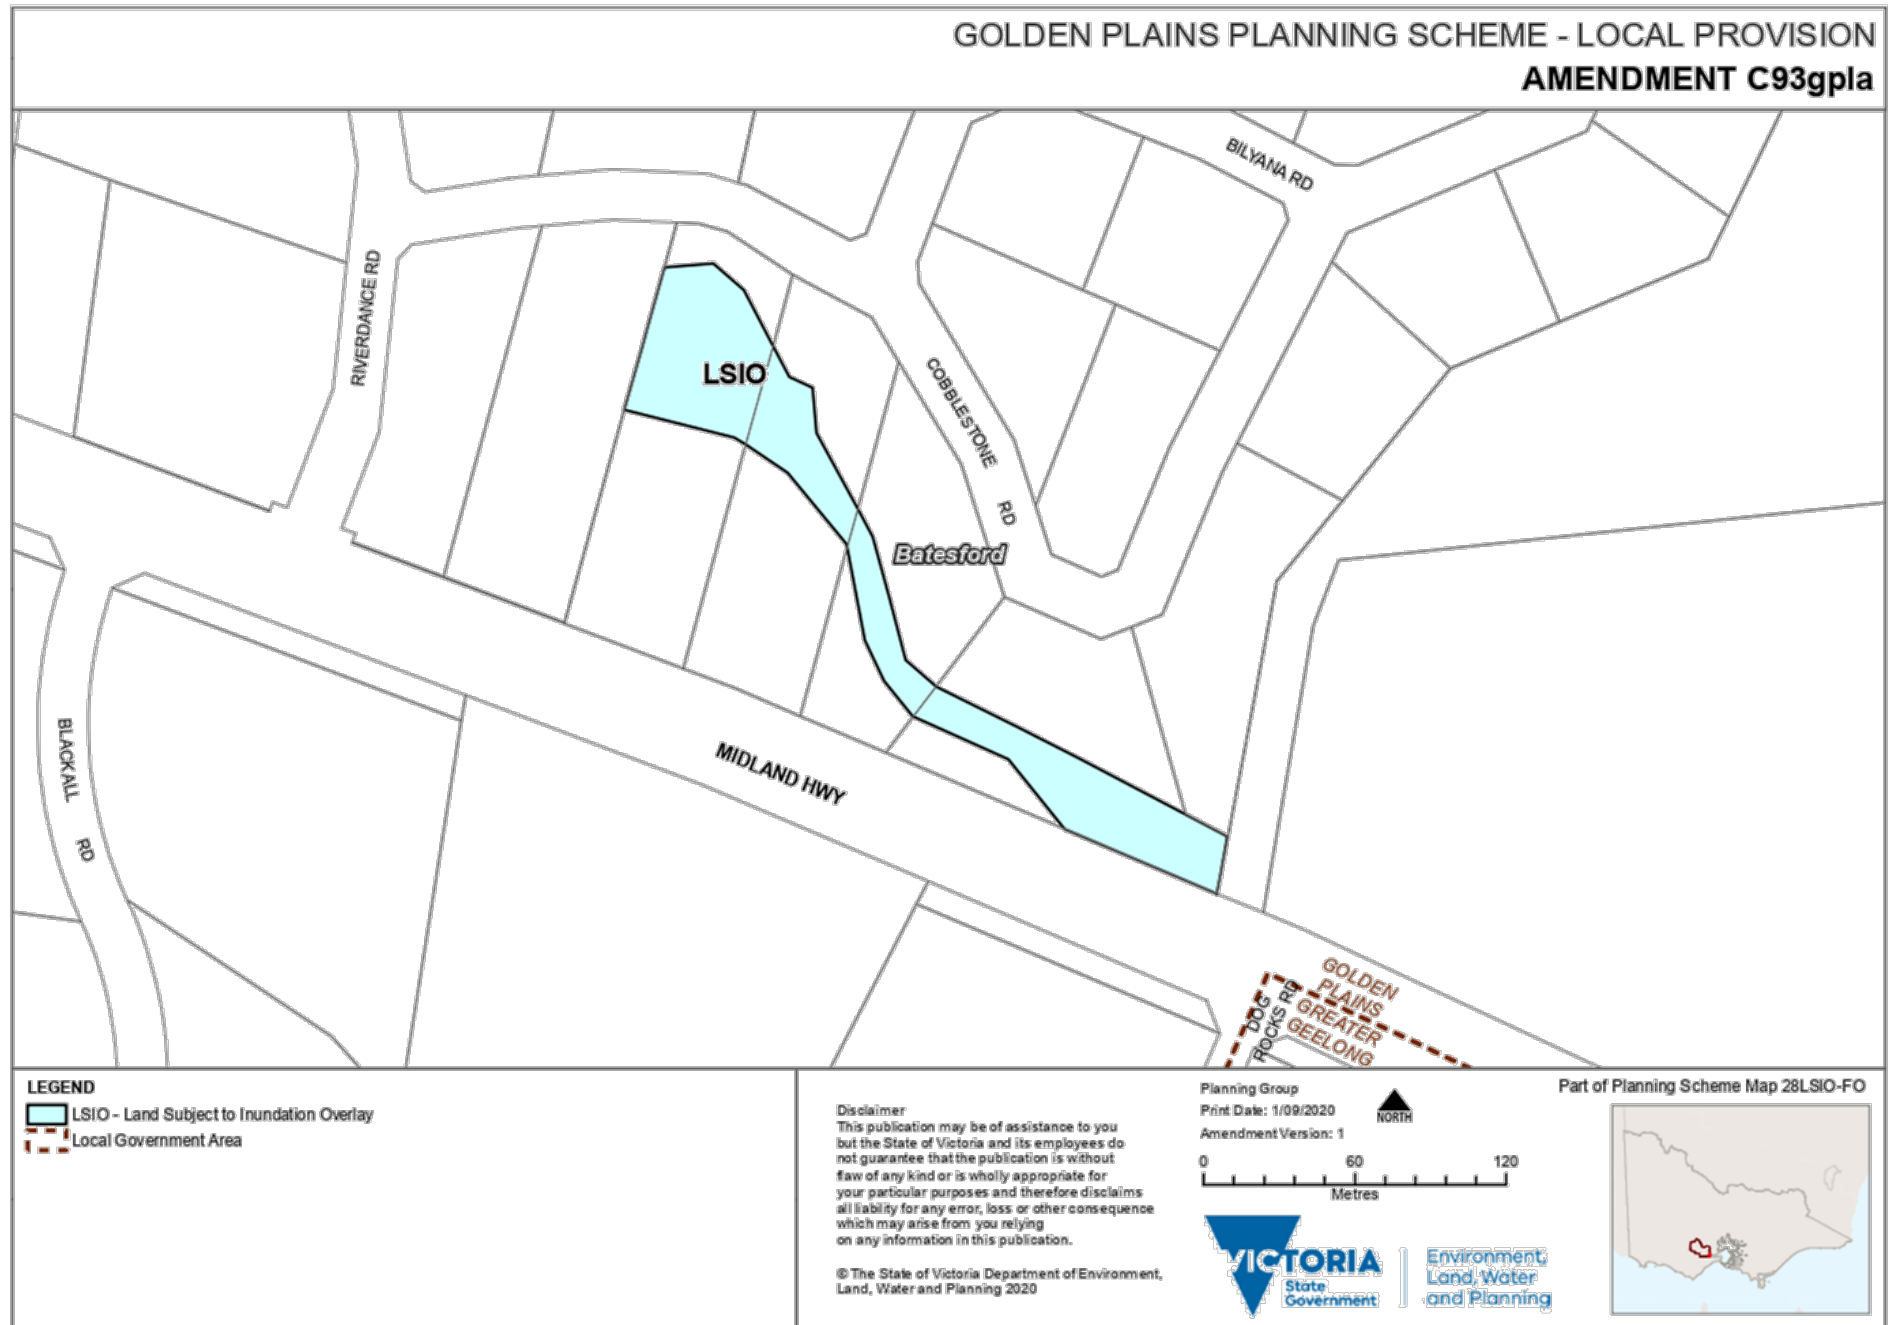 GOLDEN PLAINS PLANNING SCHEME - LOCAL PROVISION
AMENDMENT C93gpla
BILYANA RD
RIVERDANCE RD
LSIO
COBBLESTONE RD
Batesford
BLACKALL RD
MIDLAND HWY
GOLDEN
PLAINS
GREATER
GEELONG
DOG
ROCKS RD
LEGEND
LSIO - Land Subject to Inundation Overlay
Local Government Area
Disclaimer
This publication may be of assistance to you
but the State of Victoria and its employees do
not guarantee that the publication is without
flaw of any kind or is wholly appropriate for
your particular purposes and therefore disclaims
all liability for any error, loss or other consequence
which may arise from you relying
on any information in this publication.
© The State of Victoria Department of Environment,
Land, Water and Planning 2020
Planning Group
Print Date: 1/09/2020
Amendment Version: 1
NORTH
0 60 120
Metres
VICTORIA
State
Government
Environment,
Land, Water
and Planning
Part of Planning Scheme Map 28LSIO-FO